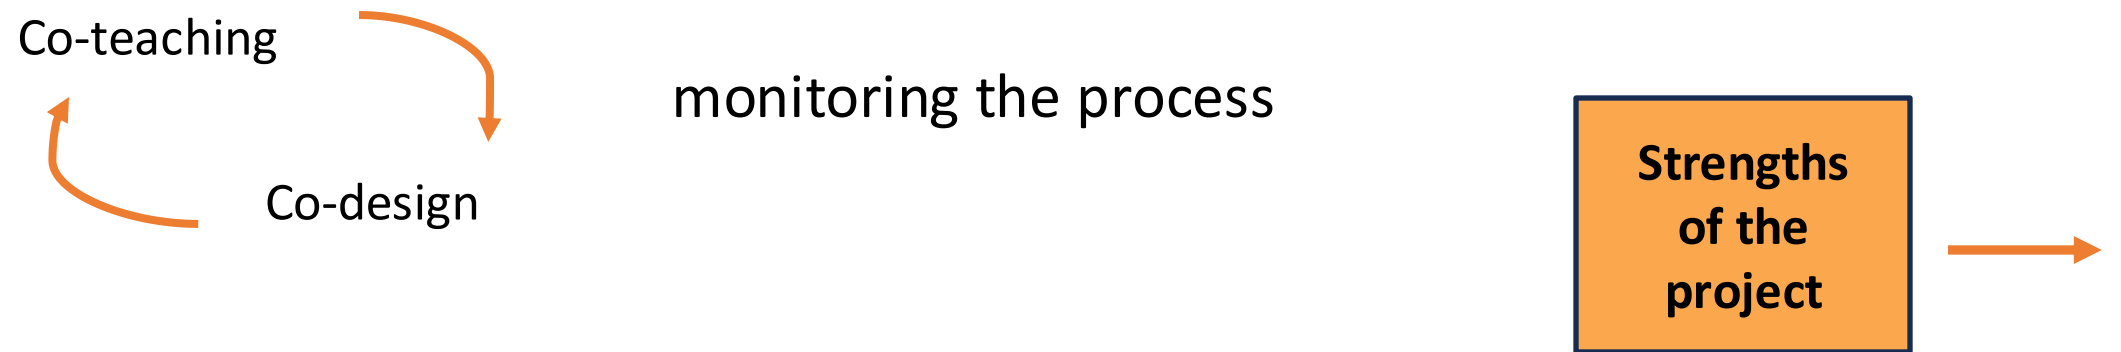 Co-teaching
Co-design
monitoring the process
Strengths
of the
project